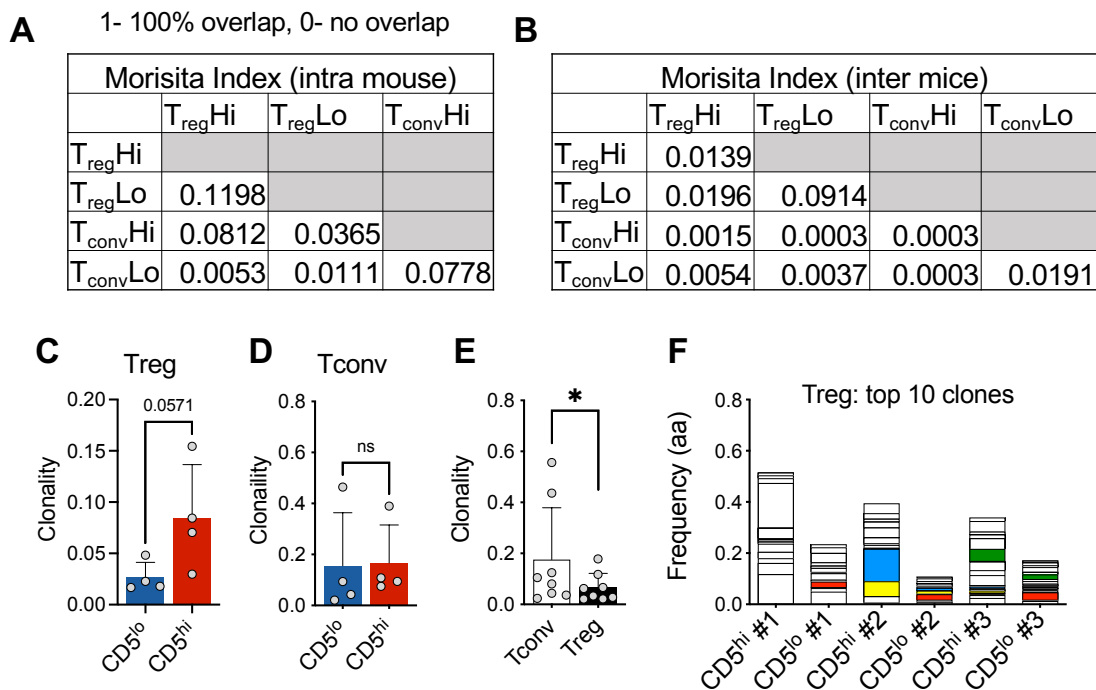 1- 100% overlap, 0- no overlap
A
Morisita Index (intra mouse)
TregHi TregLo TconvHi
TregHi
TregLo 0.1198
TconvHi 0.0812 0.0365
TconvLo 0.0053 0.0111 0.0778
B
Morisita Index (inter mice)
TregHi TregLo TconvHi TconvLo
TregHi 0.0139
TregLo 0.0196 0.0914
TconvHi 0.0015 0.0003 0.0003
TconvLo 0.0054 0.0037 0.0003 0.0191
C
Treg
0.0571
Clonality
0.20
0.15
0.10
0.05
0.00
CD5lo
CD5hi
D
Tconv
ns
Clonaility
0.8
0.6
0.4
0.2
0.0
CD5lo
CD5hi
E
*
Clonality
0.8
0.6
0.4
0.2
0.0
Tconv
Treg
F
Treg: top 10 clones
Frequency (aa)
0.8
0.6
0.4
0.2
0.0
CD5hi #1
CD5lo #1
CD5hi #2
CD5lo #2
CD5hi #3
CD5lo #3